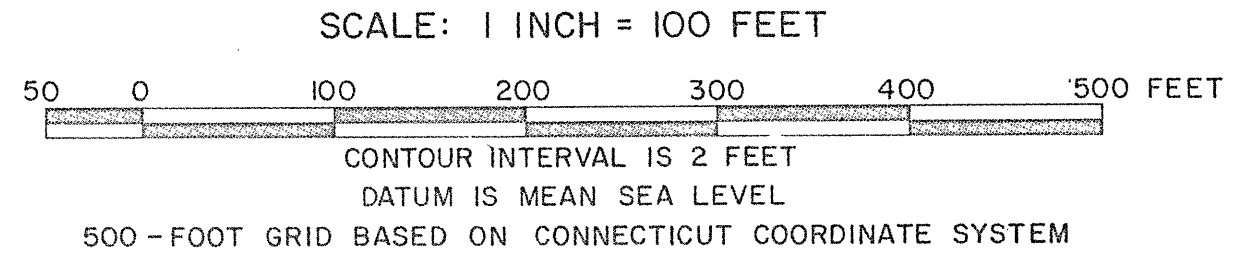 SCALE: 1 INCH = 100 FEET
50 0 100 200 300 400 500 FEET
CONTOUR INTERVAL IS 2 FEET
DATUM IS MEAN SEA LEVEL
500-FOOT GRID BASED ON CONNECTICUT COORDINATE SYSTEM